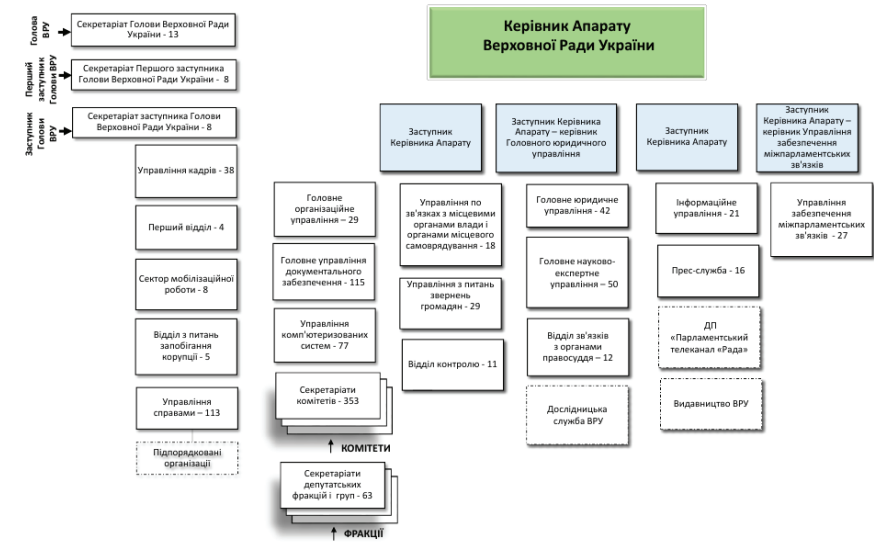 Керівник Апарату
Верховної Ради України
Голова
ВРУ
Секретаріат Голови Верховної Ради
України - 13
Перший
заступник
Голови ВРУ
Секретаріат Першого заступника
Голови Верховної Ради України - 8
Заступник
Голови
ВРУ
Секретаріат заступника Голови
Верховної Ради України - 8
Управління кадрів - 38
Перший відділ - 4
Сектор мобілізаційної
роботи - 8
Відділ з питань
запобігання
корупції - 5
Управління
справами – 113
Підпорядковані
організації
Заступник
Керівника Апарату
Заступник Керівника
Апарату – керівник
Головного юридичного
управління
Заступник
Керівника Апарату
Заступник
Керівника Апарату –
керівник Управління
забезпечення
міжпарламентських
зв'язків
Головне
організаційне
управління – 29
Головне управління
документального
забезпечення - 115
Управління
комп'ютеризованих
систем - 77
Секретаріати
комітетів - 353
КОМІТЕТИ
Секретаріати
депутатських
фракцій і груп - 63
ФРАКЦІЇ
Управління по
зв'язках з місцевими
органами влади і
органами місцевого
самоврядування - 18
Управління з питань
звернень
громадян - 29
Відділ контролю - 11
Головне юридичне
управління - 42
Головне науково-
експертне
управління – 50
Відділ зв'язків
з органами
правосуддя – 12
Дослідницька
служба ВРУ
Інформаційне
управління - 21
Прес-служба - 16
ДП
«Парламентський
телеканал «Рада»
Видавництво ВРУ
Управління
забезпечення
міжпарламентських
зв'язків - 27